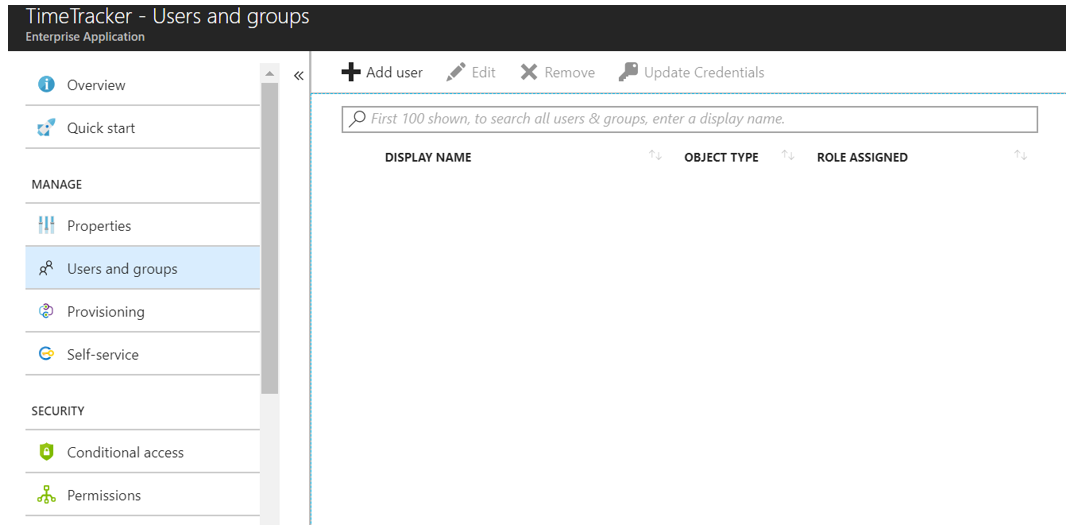 TimeTracker - Users and groups
Enterprise Application
Overview
Quick start
MANAGE
Properties
Users and groups
Provisioning
Self-service
SECURITY
Conditional access
Permissions
«
Add user Edit Remove Update Credentials
First 100 shown, to search all users & groups, enter a display name.
DISPLAY NAME OBJECT TYPE ROLE ASSIGNED